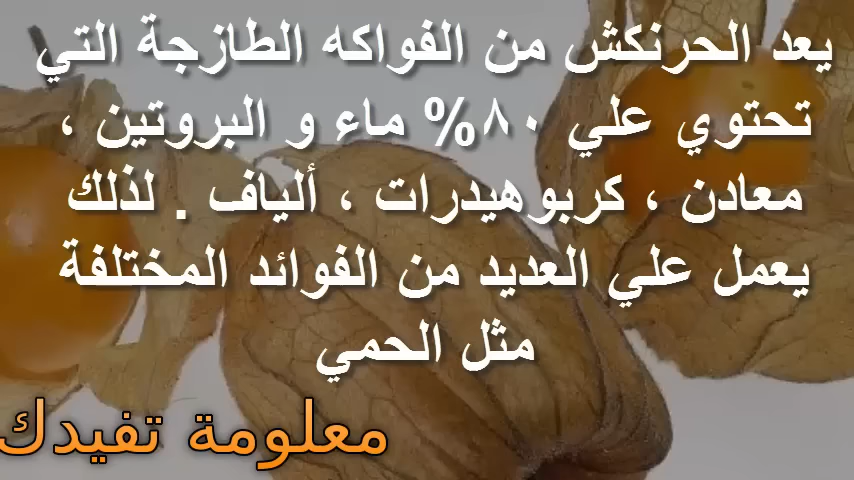 يعد الحرنكش من الفواكه الطازجة التي
تحتوي علي ٨٠% ماء و البروتين ،
معادن ، كربوهيدرات ، ألياف . لذلك
يعمل علي العديد من الفوائد المختلفة
مثل الحمي
معلومة تفيدك